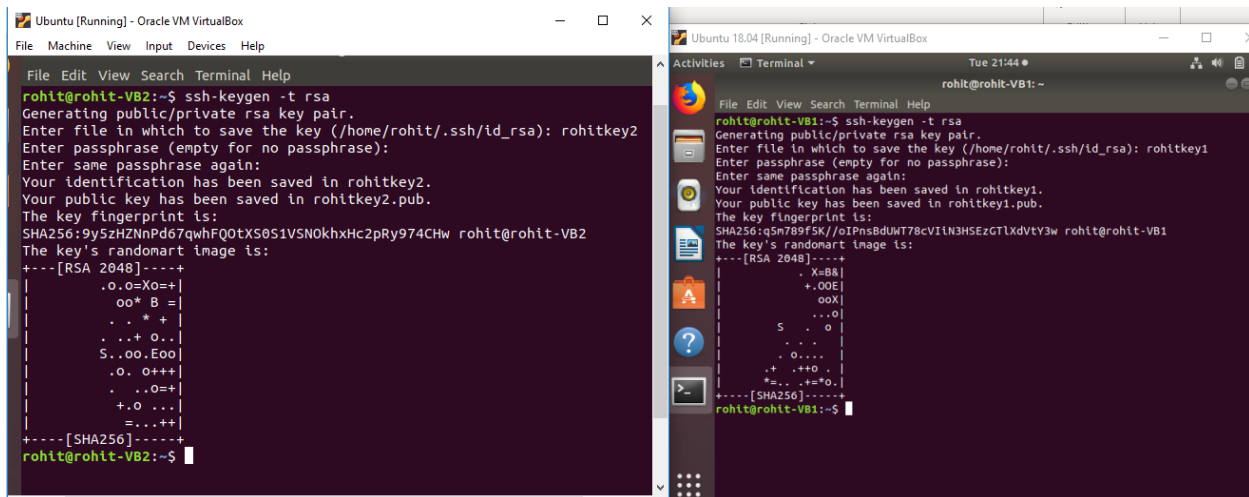 Ubuntu [Running] - Oracle VM VirtualBox
File Machine View Input Devices Help
File Edit View Search Terminal Help
rohit@rohit-VB2:~$ ssh-keygen -t rsa
Generating public/private rsa key pair.
Enter file in which to save the key (/home/rohit/.ssh/id_rsa): rohitkey2
Enter passphrase (empty for no passphrase):
Enter same passphrase again:
Your identification has been saved in rohitkey2.
Your public key has been saved in rohitkey2.pub.
The key fingerprint is:
SHA256:9y5zHZNnPd67qwhFQOtXS0S1VSNOkhxHc2pRy974CHw rohit@rohit-VB2
The key's randomart image is:
+---[RSA 2048]----+
|       .o.o=Xo=+|
|         oo* B =|
|        . . * + |
|       . ..+ o..|
|       S..oo.Eoo|
|       .o. o+++|
|       .  ..o=+|
|         +.o ...|
|          =...++|
+----[SHA256]-----+
rohit@rohit-VB2:~$
Ubuntu 18.04 [Running] - Oracle VM VirtualBox
Activities Terminal Tue 21:44
rohit@rohit-VB1: ~
File Edit View Search Terminal Help
rohit@rohit-VB1:~$ ssh-keygen -t rsa
Generating public/private rsa key pair.
Enter file in which to save the key (/home/rohit/.ssh/id_rsa): rohitkey1
Enter passphrase (empty for no passphrase):
Enter same passphrase again:
Your identification has been saved in rohitkey1.
Your public key has been saved in rohitkey1.pub.
The key fingerprint is:
SHA256:q5m789f5K//oIPnsBdUWT78cVIiN3HSEzGTlXdVtY3w rohit@rohit-VB1
The key's randomart image is:
+---[RSA 2048]----+
|          . X=B&|
|           +.OOE|
|             ooX|
|            ...o|
|       S    . o |
|        . . .   |
|       . o....  |
|     .+  .++o . |
|     *=.. .+=*o.|
+----[SHA256]-----+
rohit@rohit-VB1:~$